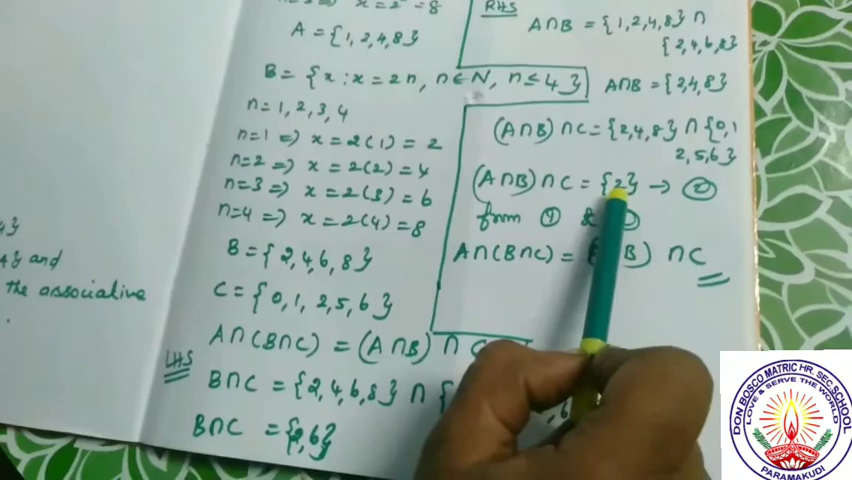 x = 2 = 8
A = {1, 2, 4, 8}
B = {x : x = 2n, n ∈ N, n ≤ 4}
n = 1, 2, 3, 4
n=1 => x = 2(1) = 2
n=2 => x = 2(2) = 4
n=3 => x = 2(3) = 6
n=4 => x = 2(4) = 8
B = {2, 4, 6, 8}
C = {0, 1, 2, 5, 6}
A∩(B∩C) = (A∩B) ∩ C
LHS
B∩C = {2, 4, 6, 8} ∩ {
B∩C = {2, 6}
RHS
A∩B = {1, 2, 4, 8} ∩
{2, 4, 6, 8}
A∩B = {2, 4, 8}
(A∩B)∩C = {2, 4, 8} ∩ {0, 1
2, 5, 6}
(A∩B)∩C = {2} → ②
from ① &
A∩(B∩C) = B) ∩C
4}
4} and
the associative
DON BOSCO MATRIC HR. SEC SCHOOL
LOVE & SERVE THE WORLD
PARAMAKUDI